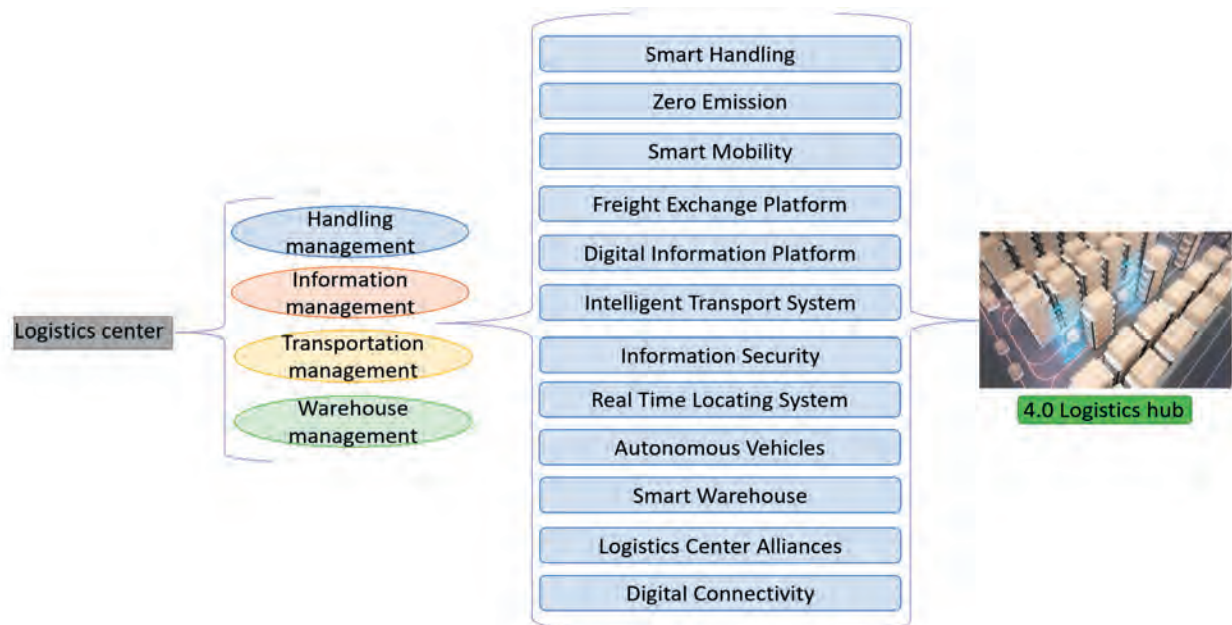 Logistics center
Handling
management
Information
management
Transportation
management
Warehouse
management
Smart Handling
Zero Emission
Smart Mobility
Freight Exchange Platform
Digital Information Platform
Intelligent Transport System
Information Security
Real Time Locating System
Autonomous Vehicles
Smart Warehouse
Logistics Center Alliances
Digital Connectivity
4.0 Logistics hub